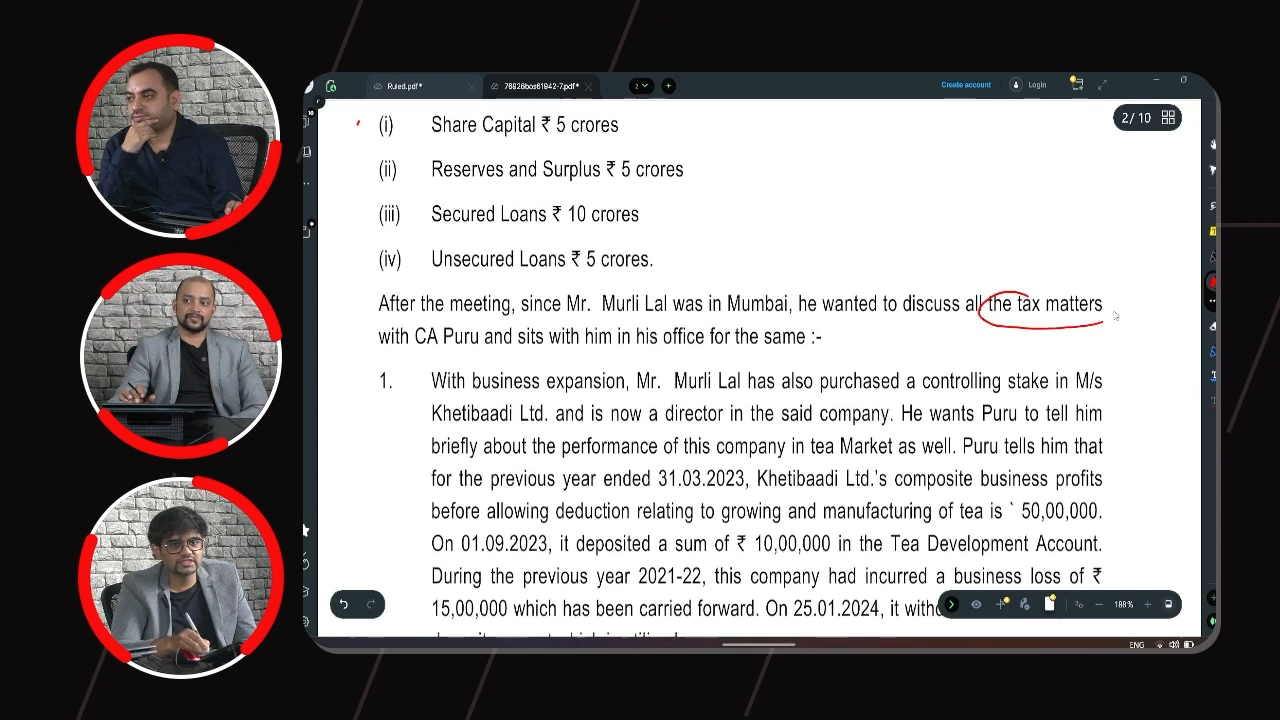 Ruled.pdf*
76926bos61942-7.pdf*
2
Create account
Login
2/10
(i) Share Capital ₹ 5 crores
(ii) Reserves and Surplus ₹ 5 crores
(iii) Secured Loans ₹ 10 crores
(iv) Unsecured Loans ₹ 5 crores.
After the meeting, since Mr. Murli Lal was in Mumbai, he wanted to discuss all the tax matters
with CA Puru and sits with him in his office for the same :-
1. With business expansion, Mr. Murli Lal has also purchased a controlling stake in M/s
Khetibaadi Ltd. and is now a director in the said company. He wants Puru to tell him
briefly about the performance of this company in tea Market as well. Puru tells him that
for the previous year ended 31.03.2023, Khetibaadi Ltd.'s composite business profits
before allowing deduction relating to growing and manufacturing of tea is ` 50,00,000.
On 01.09.2023, it deposited a sum of ₹ 10,00,000 in the Tea Development Account.
During the previous year 2021-22, this company had incurred a business loss of ₹
15,00,000 which has been carried forward. On 25.01.2024, it
188%
ENG